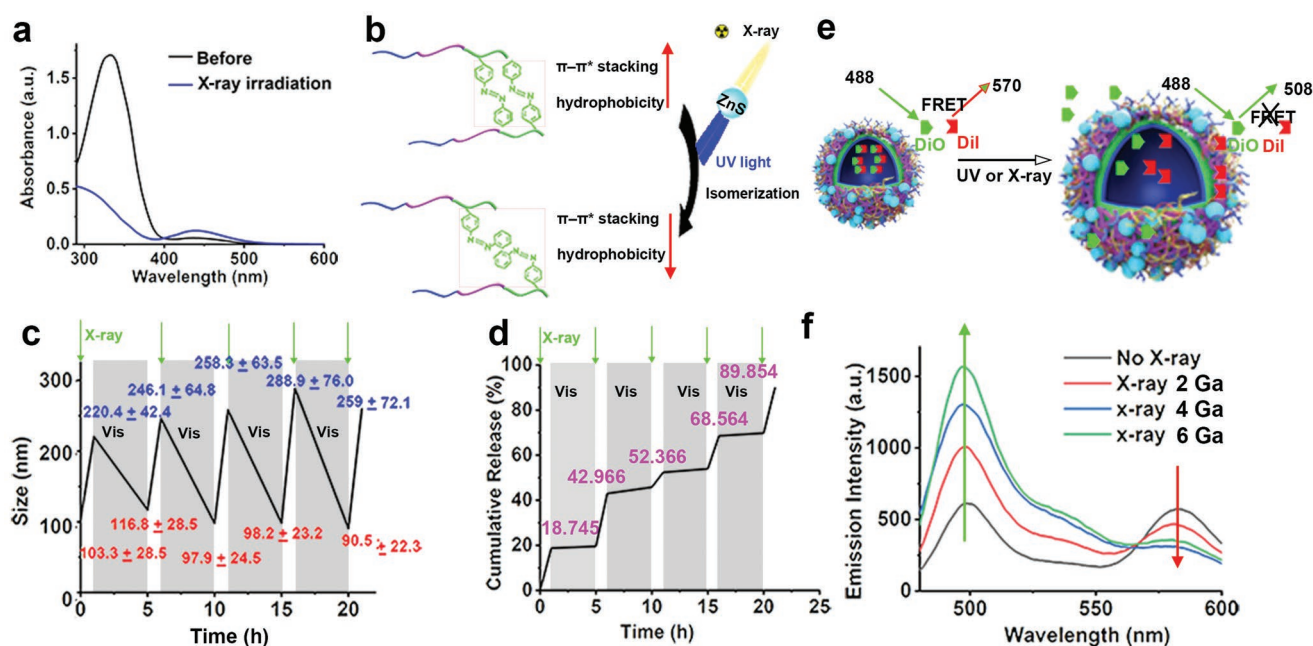 a
Before
X-ray irradiation
Absorbance (a.u.)
1.5
1.0
0.5
0.0
300 400 500 600
Wavelength (nm)
b
π–π* stacking
hydrophobicity
N=N
N=N
X-ray
ZnS
UV light
Isomerization
π–π* stacking
hydrophobicity
N=N
N=N
e
488
570
FRET
DiO
DiI
UV or X-ray
488
508
FRET
DiO DiI
c
X-ray
Size (nm)
300
200
100
0
220.4 ± 42.4
246.1 ± 64.8
258.3 ± 63.5
288.9 ± 76.0
259 ± 72.1
Vis
Vis
Vis
Vis
103.3 ± 28.5
116.8 ± 28.5
97.9 ± 24.5
98.2 ± 23.2
90.5
± 22.3
0 5 10 15 20
Time (h)
d
X-ray
Cumulative Release (%)
100
80
60
40
20
0
Vis
Vis
Vis
Vis
18.745
42.966
52.366
68.564
89.854
0 5 10 15 20 25
Time (h)
f
No X-ray
X-ray 2 Ga
x-ray 4 Ga
x-ray 6 Ga
Emission Intensity (a.u.)
1500
1000
500
0
500 550 600
Wavelength (nm)